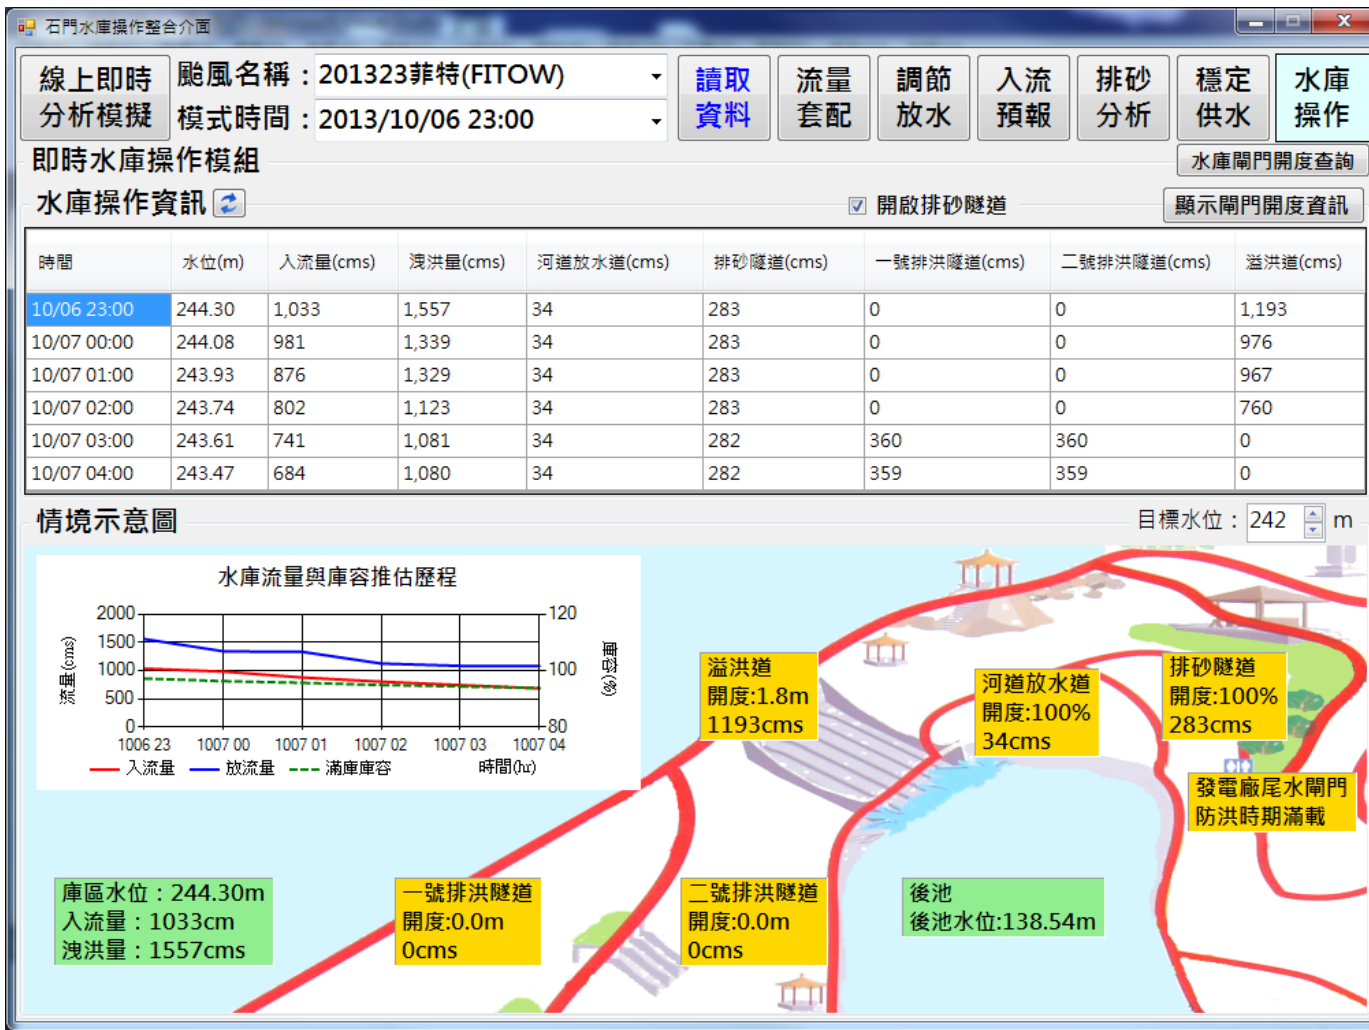 石門水庫操作整合介面
線上即時
分析模擬
颱風名稱：201323菲特(FITOW)
模式時間：2013/10/06 23:00
讀取
資料
流量
套配
調節
放水
入流
預報
排砂
分析
穩定
供水
水庫
操作
即時水庫操作模組
水庫閘門開度查詢
水庫操作資訊
開啟排砂隧道
顯示閘門開度資訊
時間 水位(m) 入流量(cms) 洩洪量(cms) 河道放水道(cms) 排砂隧道(cms) 一號排洪隧道(cms) 二號排洪隧道(cms) 溢洪道(cms)
10/06 23:00 244.30 1,033 1,557 34 283 0 0 1,193
10/07 00:00 244.08 981 1,339 34 283 0 0 976
10/07 01:00 243.93 876 1,329 34 283 0 0 967
10/07 02:00 243.74 802 1,123 34 283 0 0 760
10/07 03:00 243.61 741 1,081 34 282 360 360 0
10/07 04:00 243.47 684 1,080 34 282 359 359 0
情境示意圖
目標水位：242 m
水庫流量與庫容推估歷程
流量(cms)
2000
1500
1000
500
0
120
100
80
庫容(%)
1006 23 1007 00 1007 01 1007 02 1007 03 1007 04
入流量 放流量 滿庫庫容 時間(hr)
溢洪道
開度:1.8m
1193cms
河道放水道
開度:100%
34cms
排砂隧道
開度:100%
283cms
發電廠尾水閘門
防洪時期滿載
庫區水位：244.30m
入流量：1033cm
洩洪量：1557cms
一號排洪隧道
開度:0.0m
0cms
二號排洪隧道
開度:0.0m
0cms
後池
後池水位:138.54m